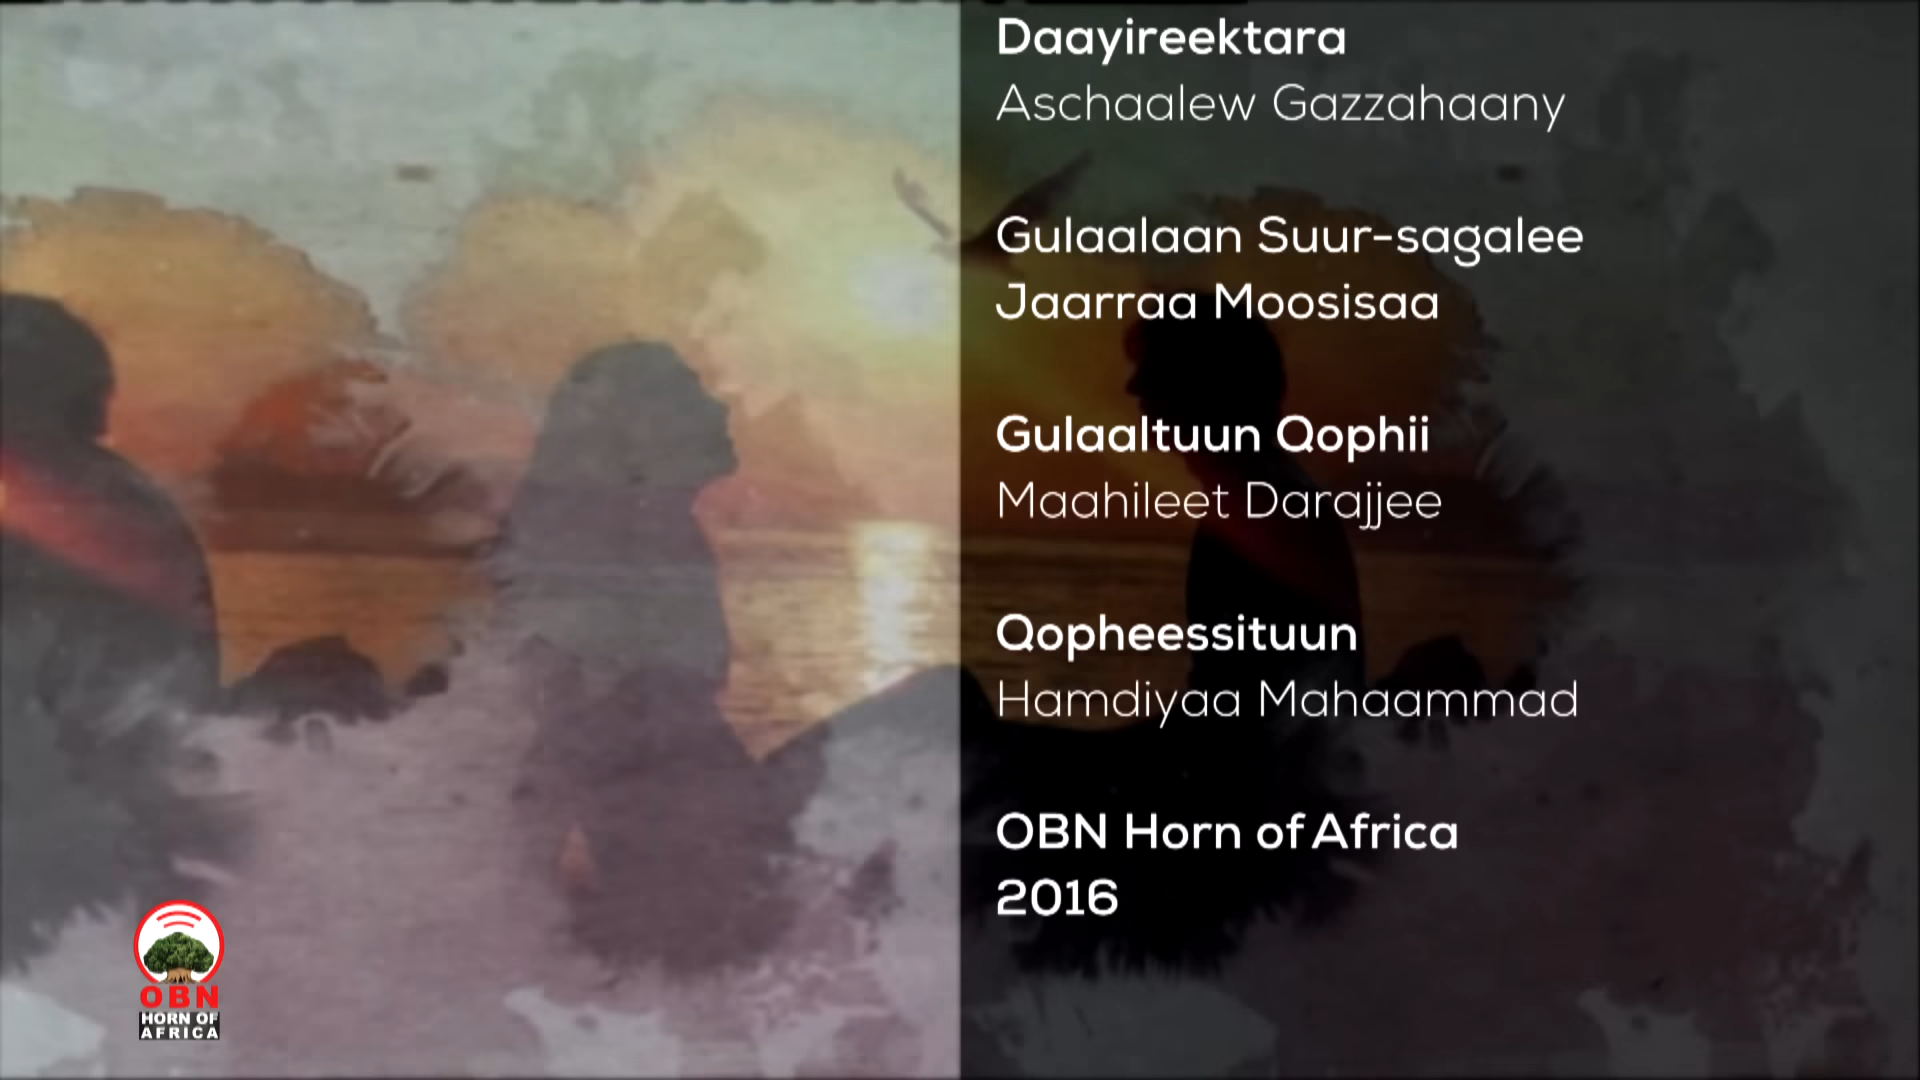 Daayireektara
Aschaalew Gazzahaany
Gulaalaan Suur-sagalee
Jaarraa Moosisaa
Gulaaltuun Qophii
Maahileet Darajjee
Qopheessituun
Hamdiyaa Mahaammad
OBN Horn of Africa
2016
OBN
HORN OF
AFRICA